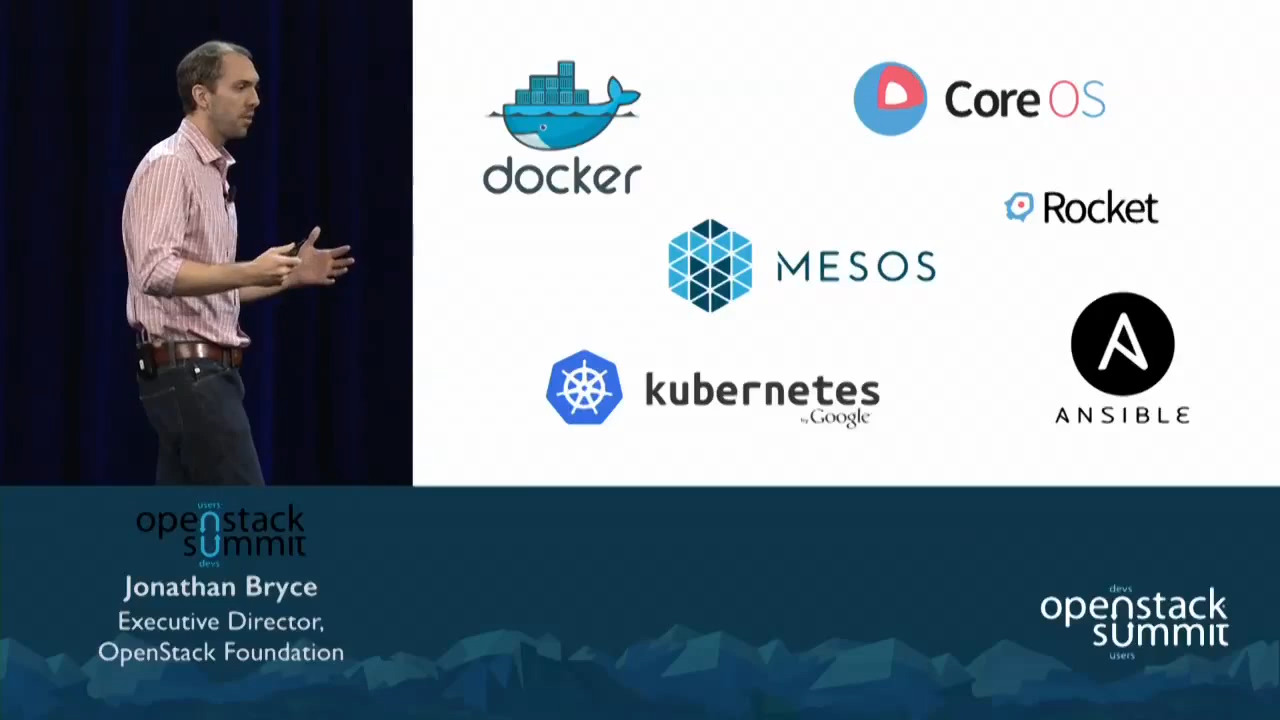 docker
Core OS
Rocket
MESOS
kubernetes
by Google
ANSIBLE
users
openstack
summit
devs
Jonathan Bryce
Executive Director,
OpenStack Foundation
devs
openstack
summit
users